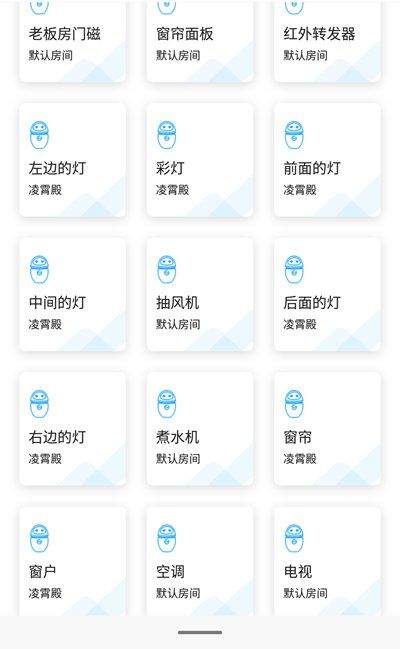 老板房门磁
窗帘面板
红外转发器
默认房间
默认房间
默认房间
左边的灯
彩灯
前面的灯
凌霄殿
凌霄殿
凌霄殿
中间的灯
抽风机
后面的灯
凌霄殿
默认房间
凌霄殿
右边的灯
煮水机
窗帘
凌霄殿
默认房间
默认房间
窗户
空调
电视
凌霄殿
默认房间
默认房间